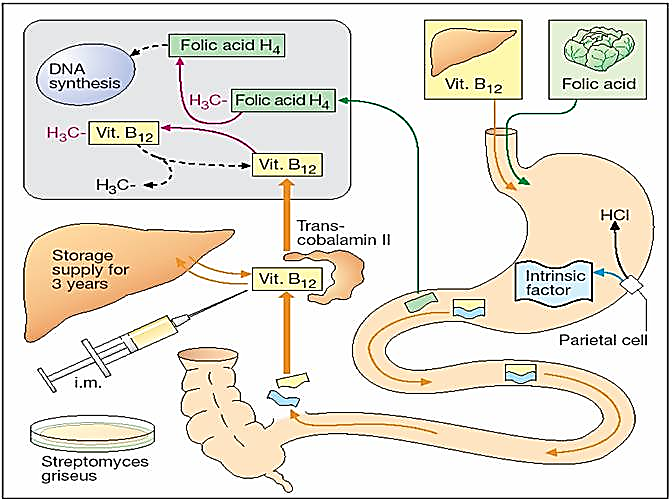 Folic acid H4
DNA
synthesis
H3C- Folic acid H4
H3C- Vit. B12
Vit. B12
H3C-
Vit. B12
Folic acid
Trans-
cobalamin II
Storage
supply for
3 years
Vit. B12
HCl
Intrinsic
factor
Parietal cell
i.m.
Streptomyces
griseus